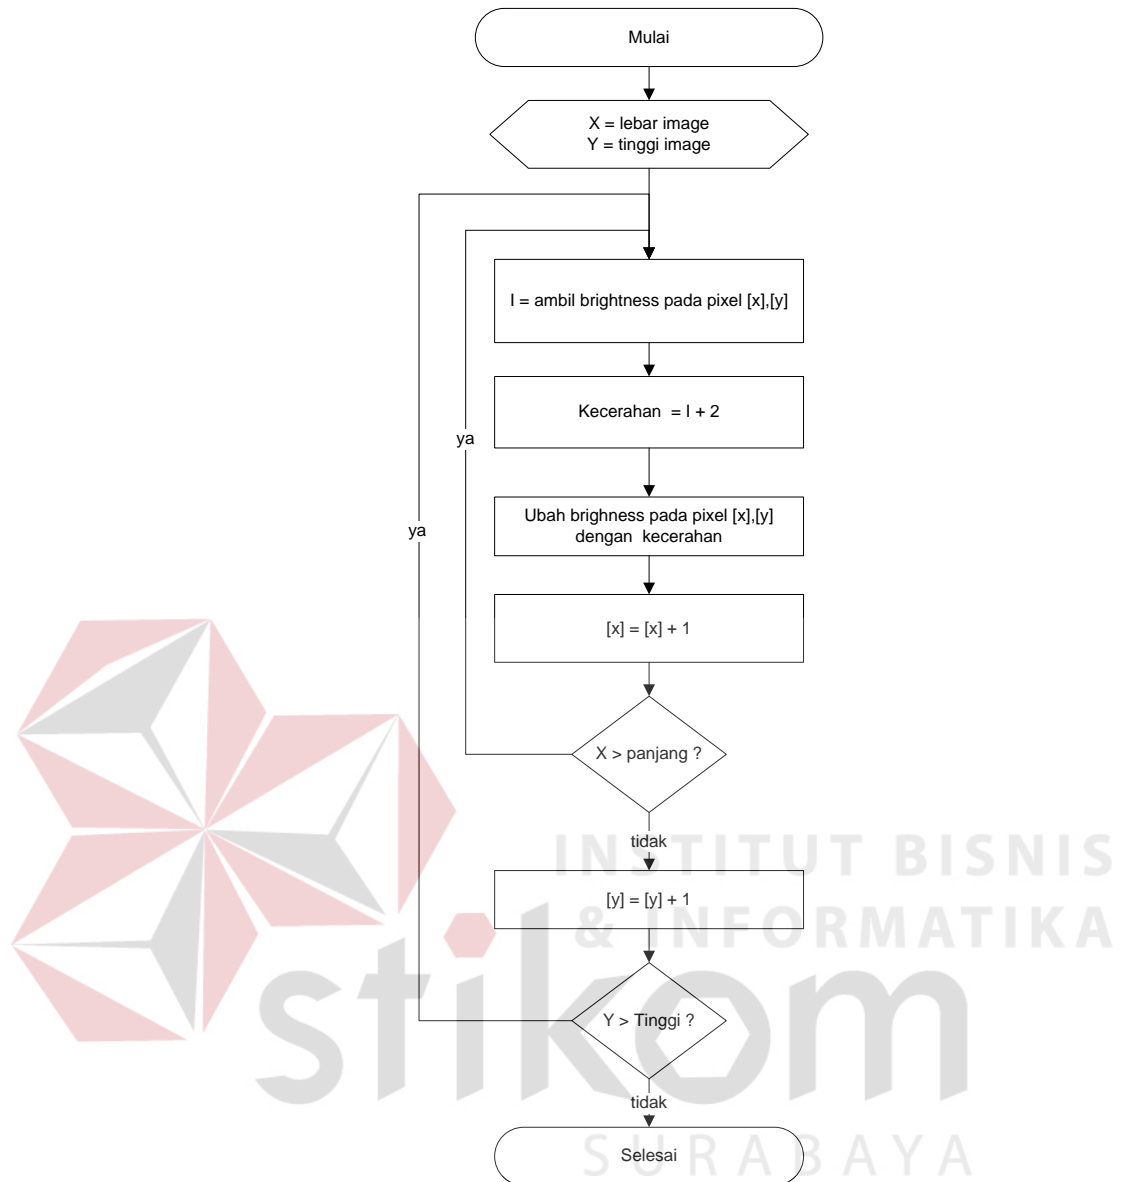 Mulai
X = lebar image
Y = tinggi image
I = ambil brightness pada pixel [x],[y]
Kecerahan = I + 2
ya
Ubah brighness pada pixel [x],[y]
dengan kecerahan
ya
[x] = [x] + 1
X > panjang ?
tidak
INSTITUT BISNIS
[y] = [y] + 1
& INFORMATIKA
stikom
Y > Tinggi ?
tidak
Selesai
SURABAYA